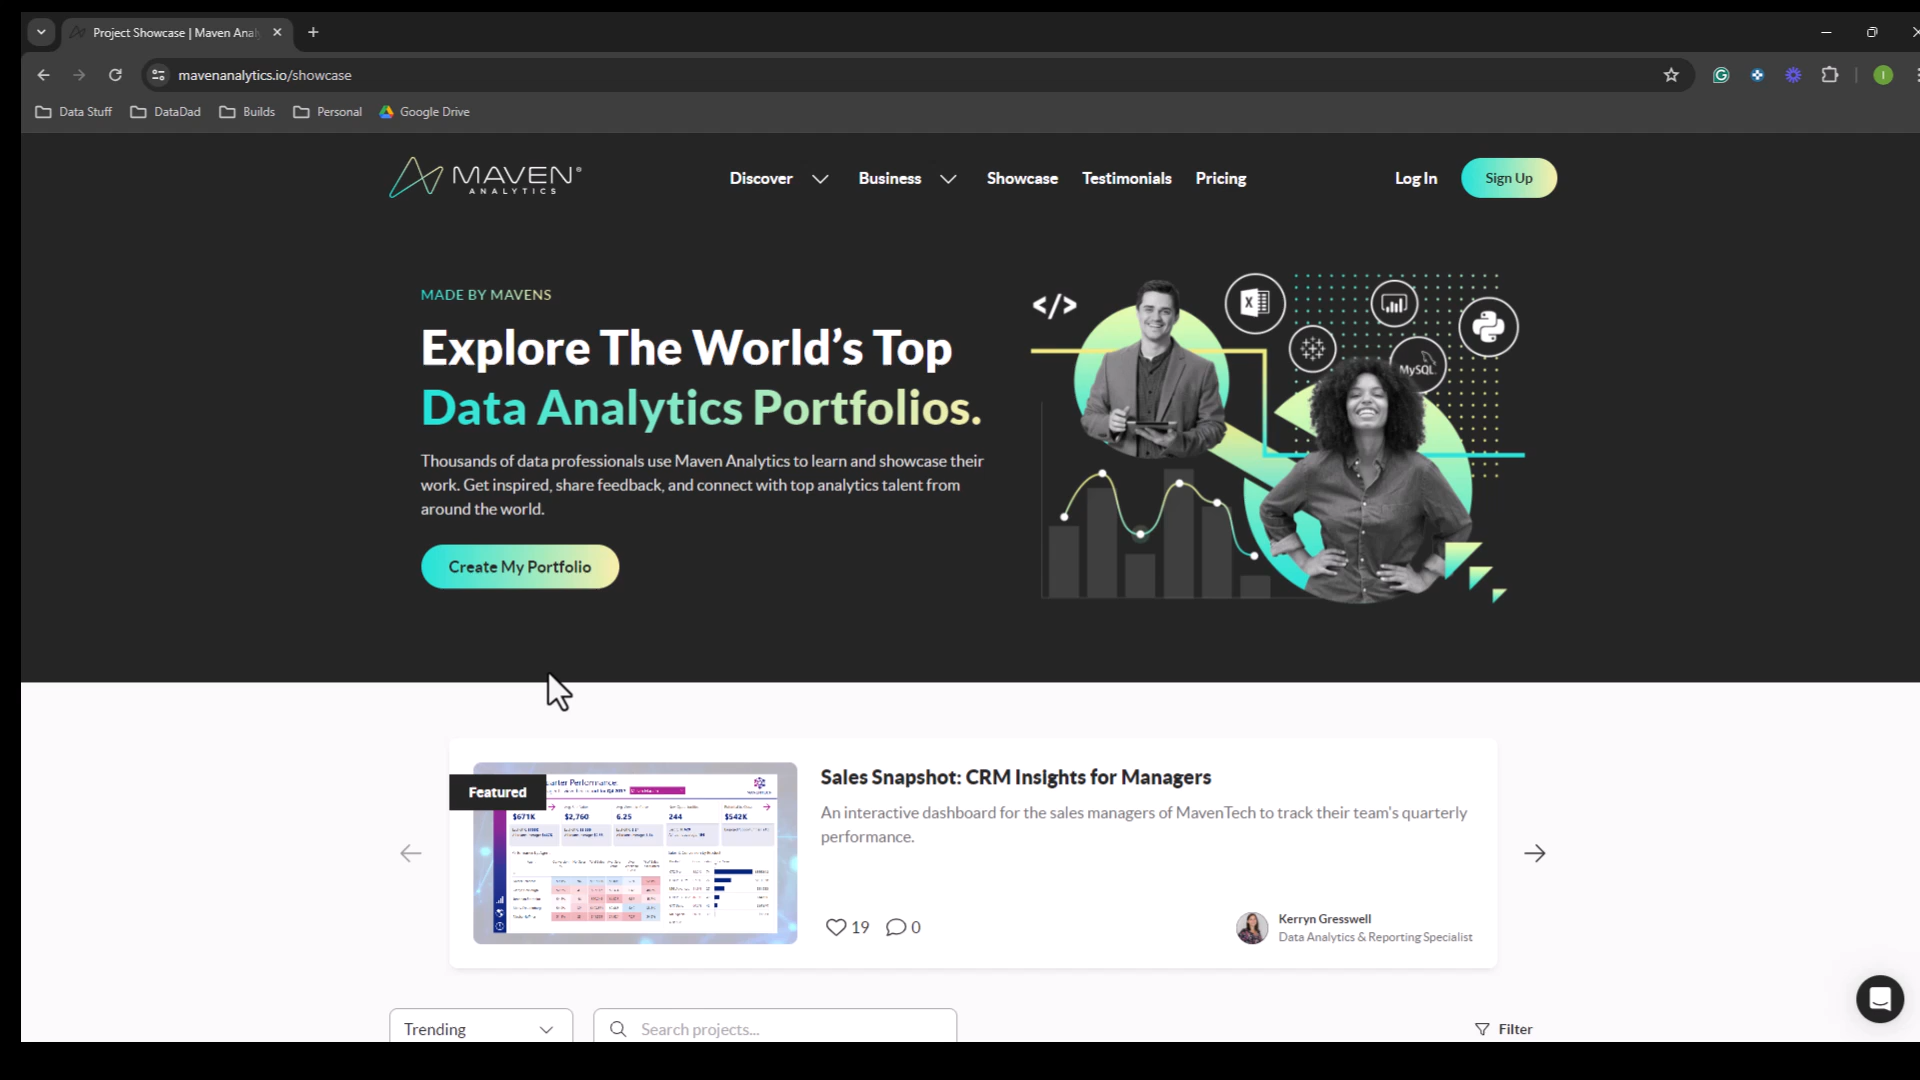 Project Showcase | Maven Anal
mavenanalytics.io/showcase
Data Stuff
DataDad
Builds
Personal
Google Drive
MAVEN
ANALYTICS
Discover
Business
Showcase
Testimonials
Pricing
Log In
Sign Up
MADE BY MAVENS
Explore The World's Top
Data Analytics Portfolios.
Thousands of data professionals use Maven Analytics to learn and showcase their
work. Get inspired, share feedback, and connect with top analytics talent from
around the world.
Create My Portfolio
</>
MySQL
Featured
arter Performance
$671K
$2,760
6.25
244
$542K
Sales Snapshot: CRM Insights for Managers
An interactive dashboard for the sales managers of MavenTech to track their team's quarterly
performance.
19
0
Kerryn Gresswell
Data Analytics & Reporting Specialist
Trending
Search projects...
Filter